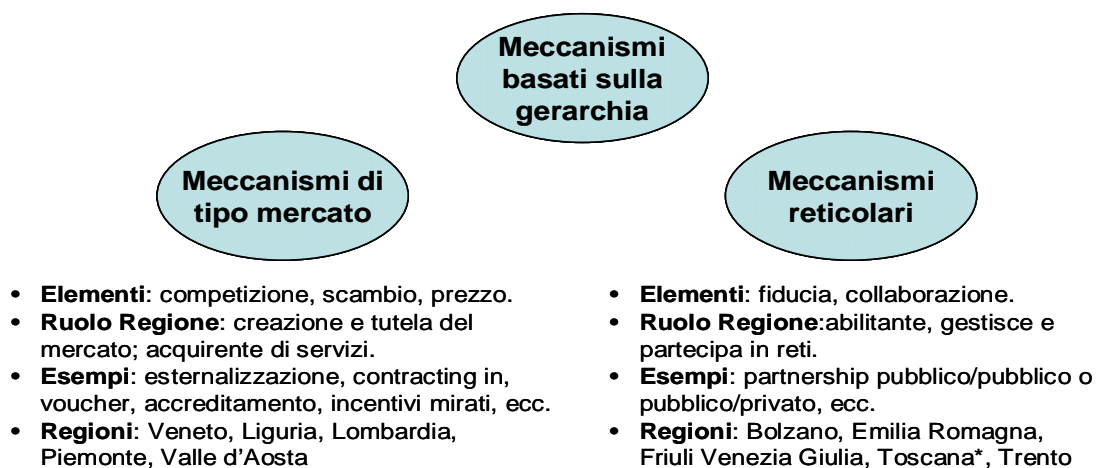 Meccanismi
basati sulla
gerarchia
Meccanismi di
tipo mercato
Meccanismi
reticolari
• Elementi: competizione, scambio, prezzo.
• Ruolo Regione: creazione e tutela del
mercato; acquirente di servizi.
• Esempi: esternalizzazione, contracting in,
voucher, accreditamento, incentivi mirati, ecc.
• Regioni: Veneto, Liguria, Lombardia,
Piemonte, Valle d'Aosta
• Elementi: fiducia, collaborazione.
• Ruolo Regione:abilitante, gestisce e
partecipa in reti.
• Esempi: partnership pubblico/pubblico o
pubblico/privato, ecc.
• Regioni: Bolzano, Emilia Romagna,
Friuli Venezia Giulia, Toscana*, Trento